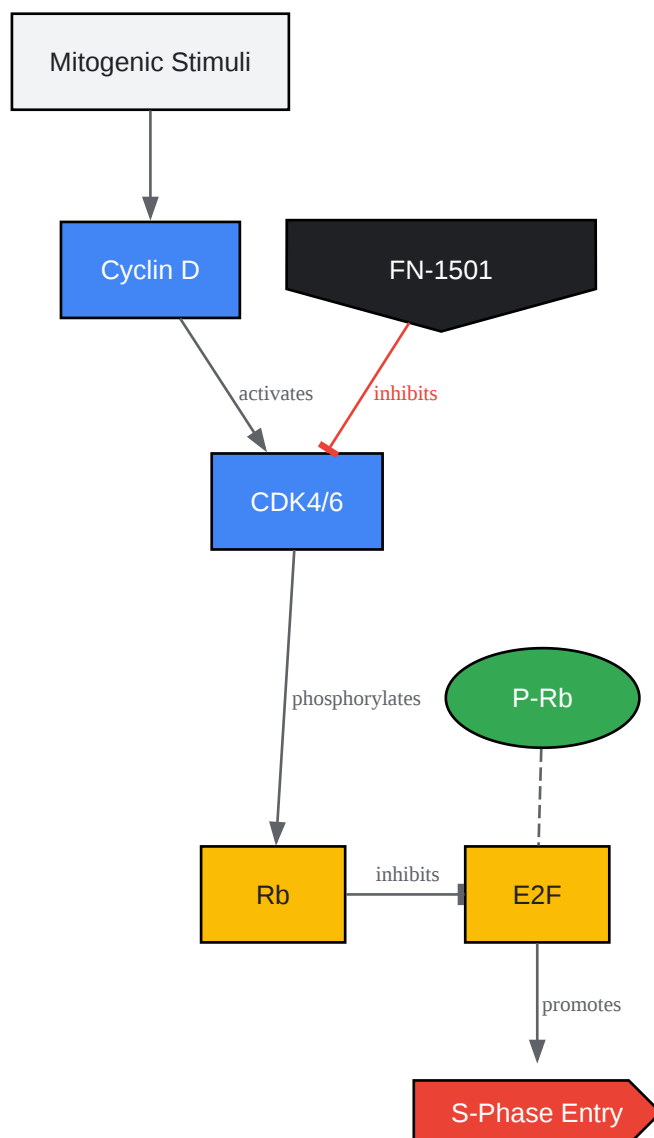 Mitogenic Stimuli
Cyclin D
FN-1501
activates
inhibits
CDK4/6
phosphorylates
P-Rb
Rb
inhibits
E2F
promotes
S-Phase Entry